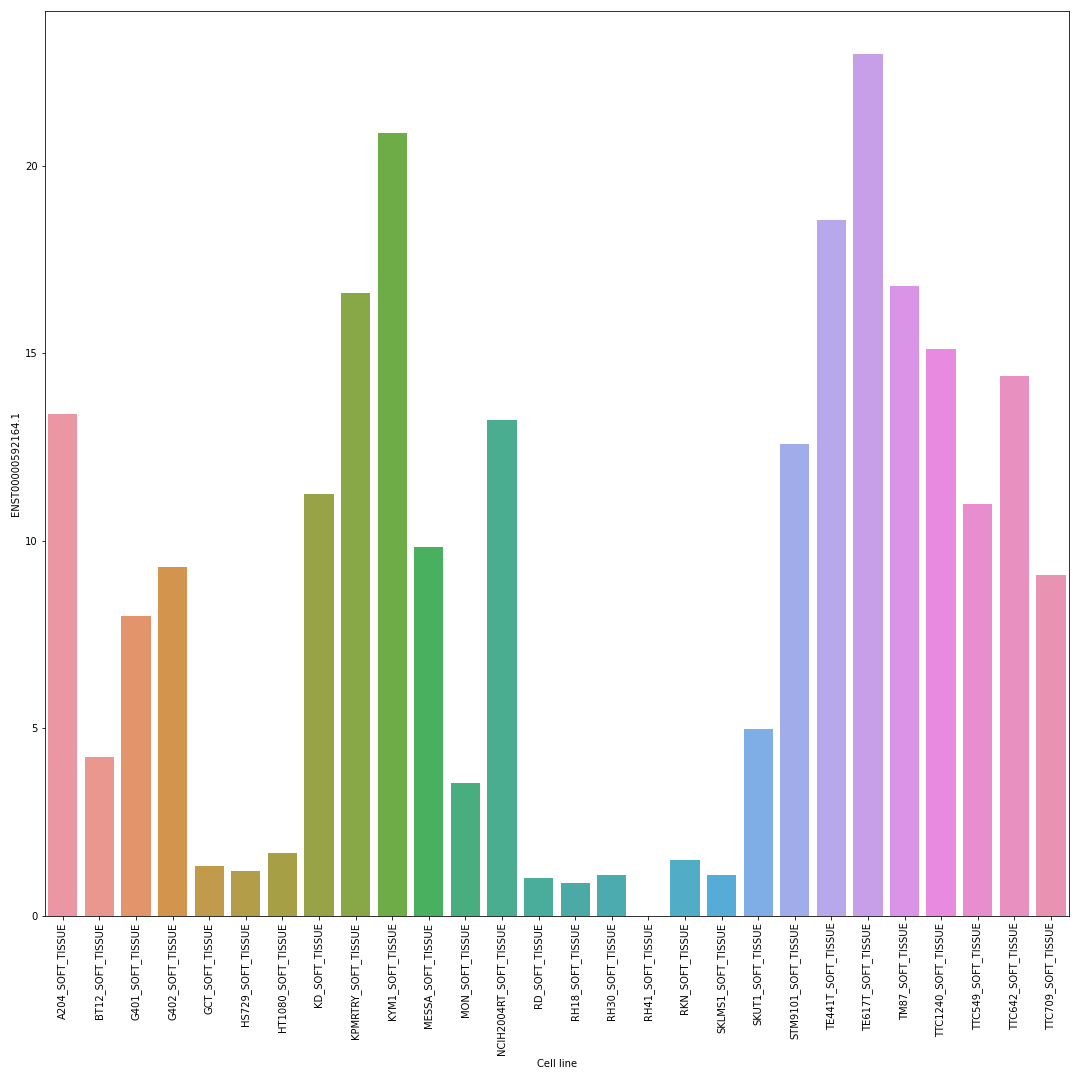 20
15
10
5
0
ENST00000592164.1
A204_SOFT_TISSUE
BT12_SOFT_TISSUE
G401_SOFT_TISSUE
G402_SOFT_TISSUE
GCT_SOFT_TISSUE
HS729_SOFT_TISSUE
HT1080_SOFT_TISSUE
KD_SOFT_TISSUE
KPMRTRY_SOFT_TISSUE
KYM1_SOFT_TISSUE
MESSA_SOFT_TISSUE
MON_SOFT_TISSUE
NCIH2004RT_SOFT_TISSUE
RD_SOFT_TISSUE
RH18_SOFT_TISSUE
RH30_SOFT_TISSUE
RH41_SOFT_TISSUE
RKN_SOFT_TISSUE
SKLMS1_SOFT_TISSUE
SKUT1_SOFT_TISSUE
STM9101_SOFT_TISSUE
TE441T_SOFT_TISSUE
TE617T_SOFT_TISSUE
TM87_SOFT_TISSUE
TTC1240_SOFT_TISSUE
TTC549_SOFT_TISSUE
TTC642_SOFT_TISSUE
TTC709_SOFT_TISSUE
Cell line